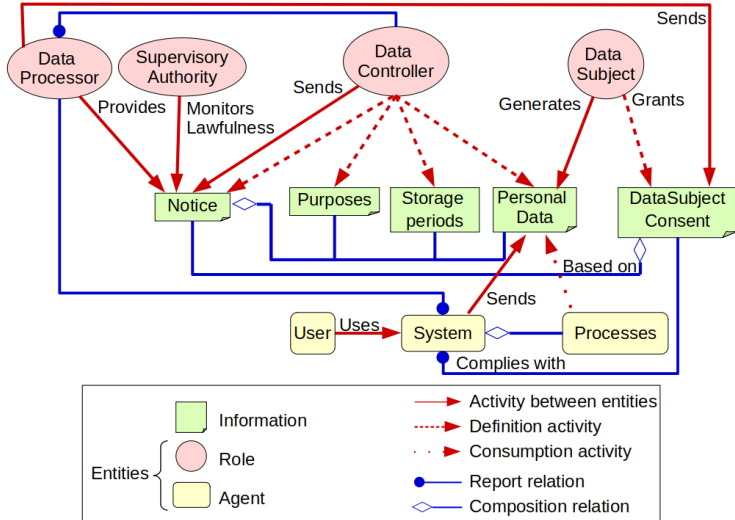 Sends
Data
Processor
Supervisory
Authority
Data
Controller
Data
Subject
Sends
Provides
Monitors
Lawfulness
Generates
Grants
Notice
Purposes
Storage
periods
Personal
Data
DataSubject
Consent
Based on
Sends
User
Uses
System
Processes
Complies with
Information
Entities
Role
Agent
Activity between entities
Definition activity
Consumption activity
Report relation
Composition relation